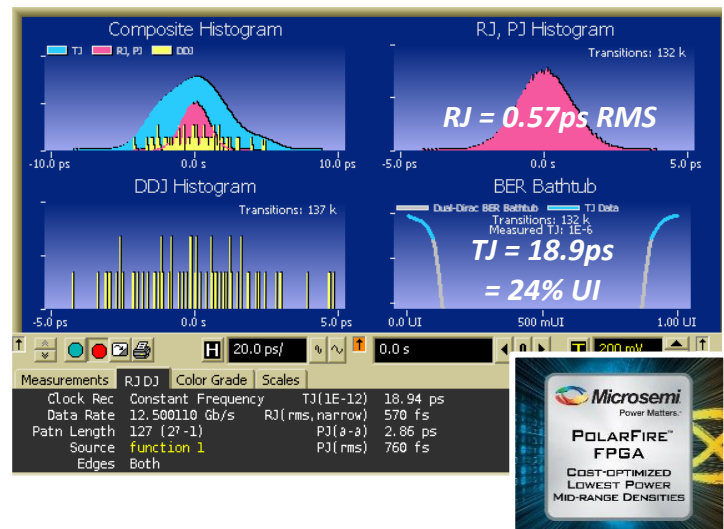 Composite Histogram
TJ RJ, PJ DDJ
-10.0 ps 0.0 s 10.0 ps
RJ, PJ Histogram
Transitions: 132 k
RJ = 0.57ps RMS
-5.0 ps 0.0 s 5.0 ps
DDJ Histogram
Transitions: 137 k
-5.0 ps 0.0 s 5.0 ps
BER Bathtub
Dual-Dirac BER Bathtub TJ Data
Transitions: 132 k
Measured TJ: 1E-6
TJ = 18.9ps
= 24% UI
0.0 UI 500 mUI 1.00 UI
H 20.0 ps/ 0.0 s 0 T 200 mV
Measurements RJ DJ Color Grade Scales
Clock Rec Constant Frequency TJ(1E-12) 18.94 ps
Data Rate 12.500110 Gb/s RJ(rms,narrow) 570 fs
Patn Length 127 (2⁷-1) PJ(δ-δ) 2.86 ps
Source function 1 PJ(rms) 760 fs
Edges Both
Microsemi
Power Matters.™
POLARFIRE™
FPGA
COST-OPTIMIZED
LOWEST POWER
MID-RANGE DENSITIES